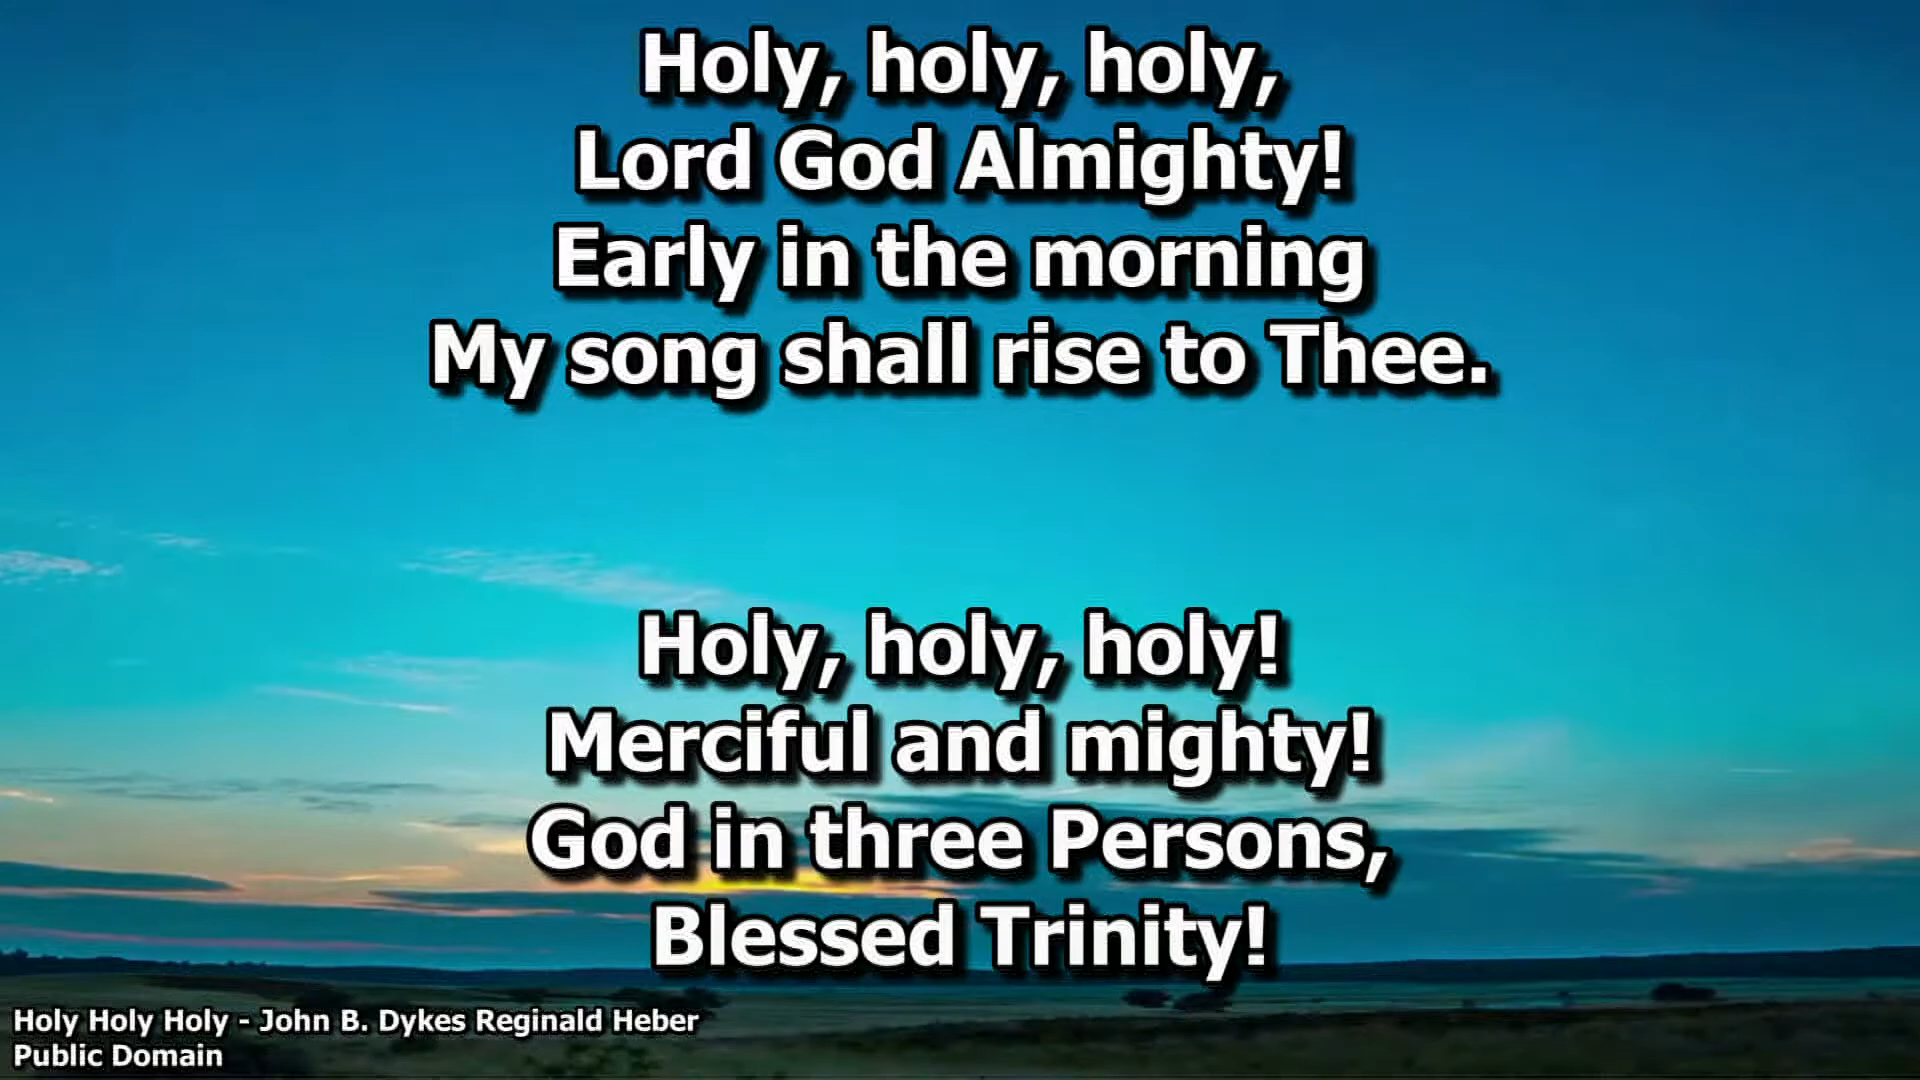 Holy, holy, holy,
Lord God Almighty!
Early in the morning
My song shall rise to Thee.
Holy, holy, holy!
Merciful and mighty!
God in three Persons,
Blessed Trinity!
Holy Holy Holy - John B. Dykes Reginald Heber
Public Domain